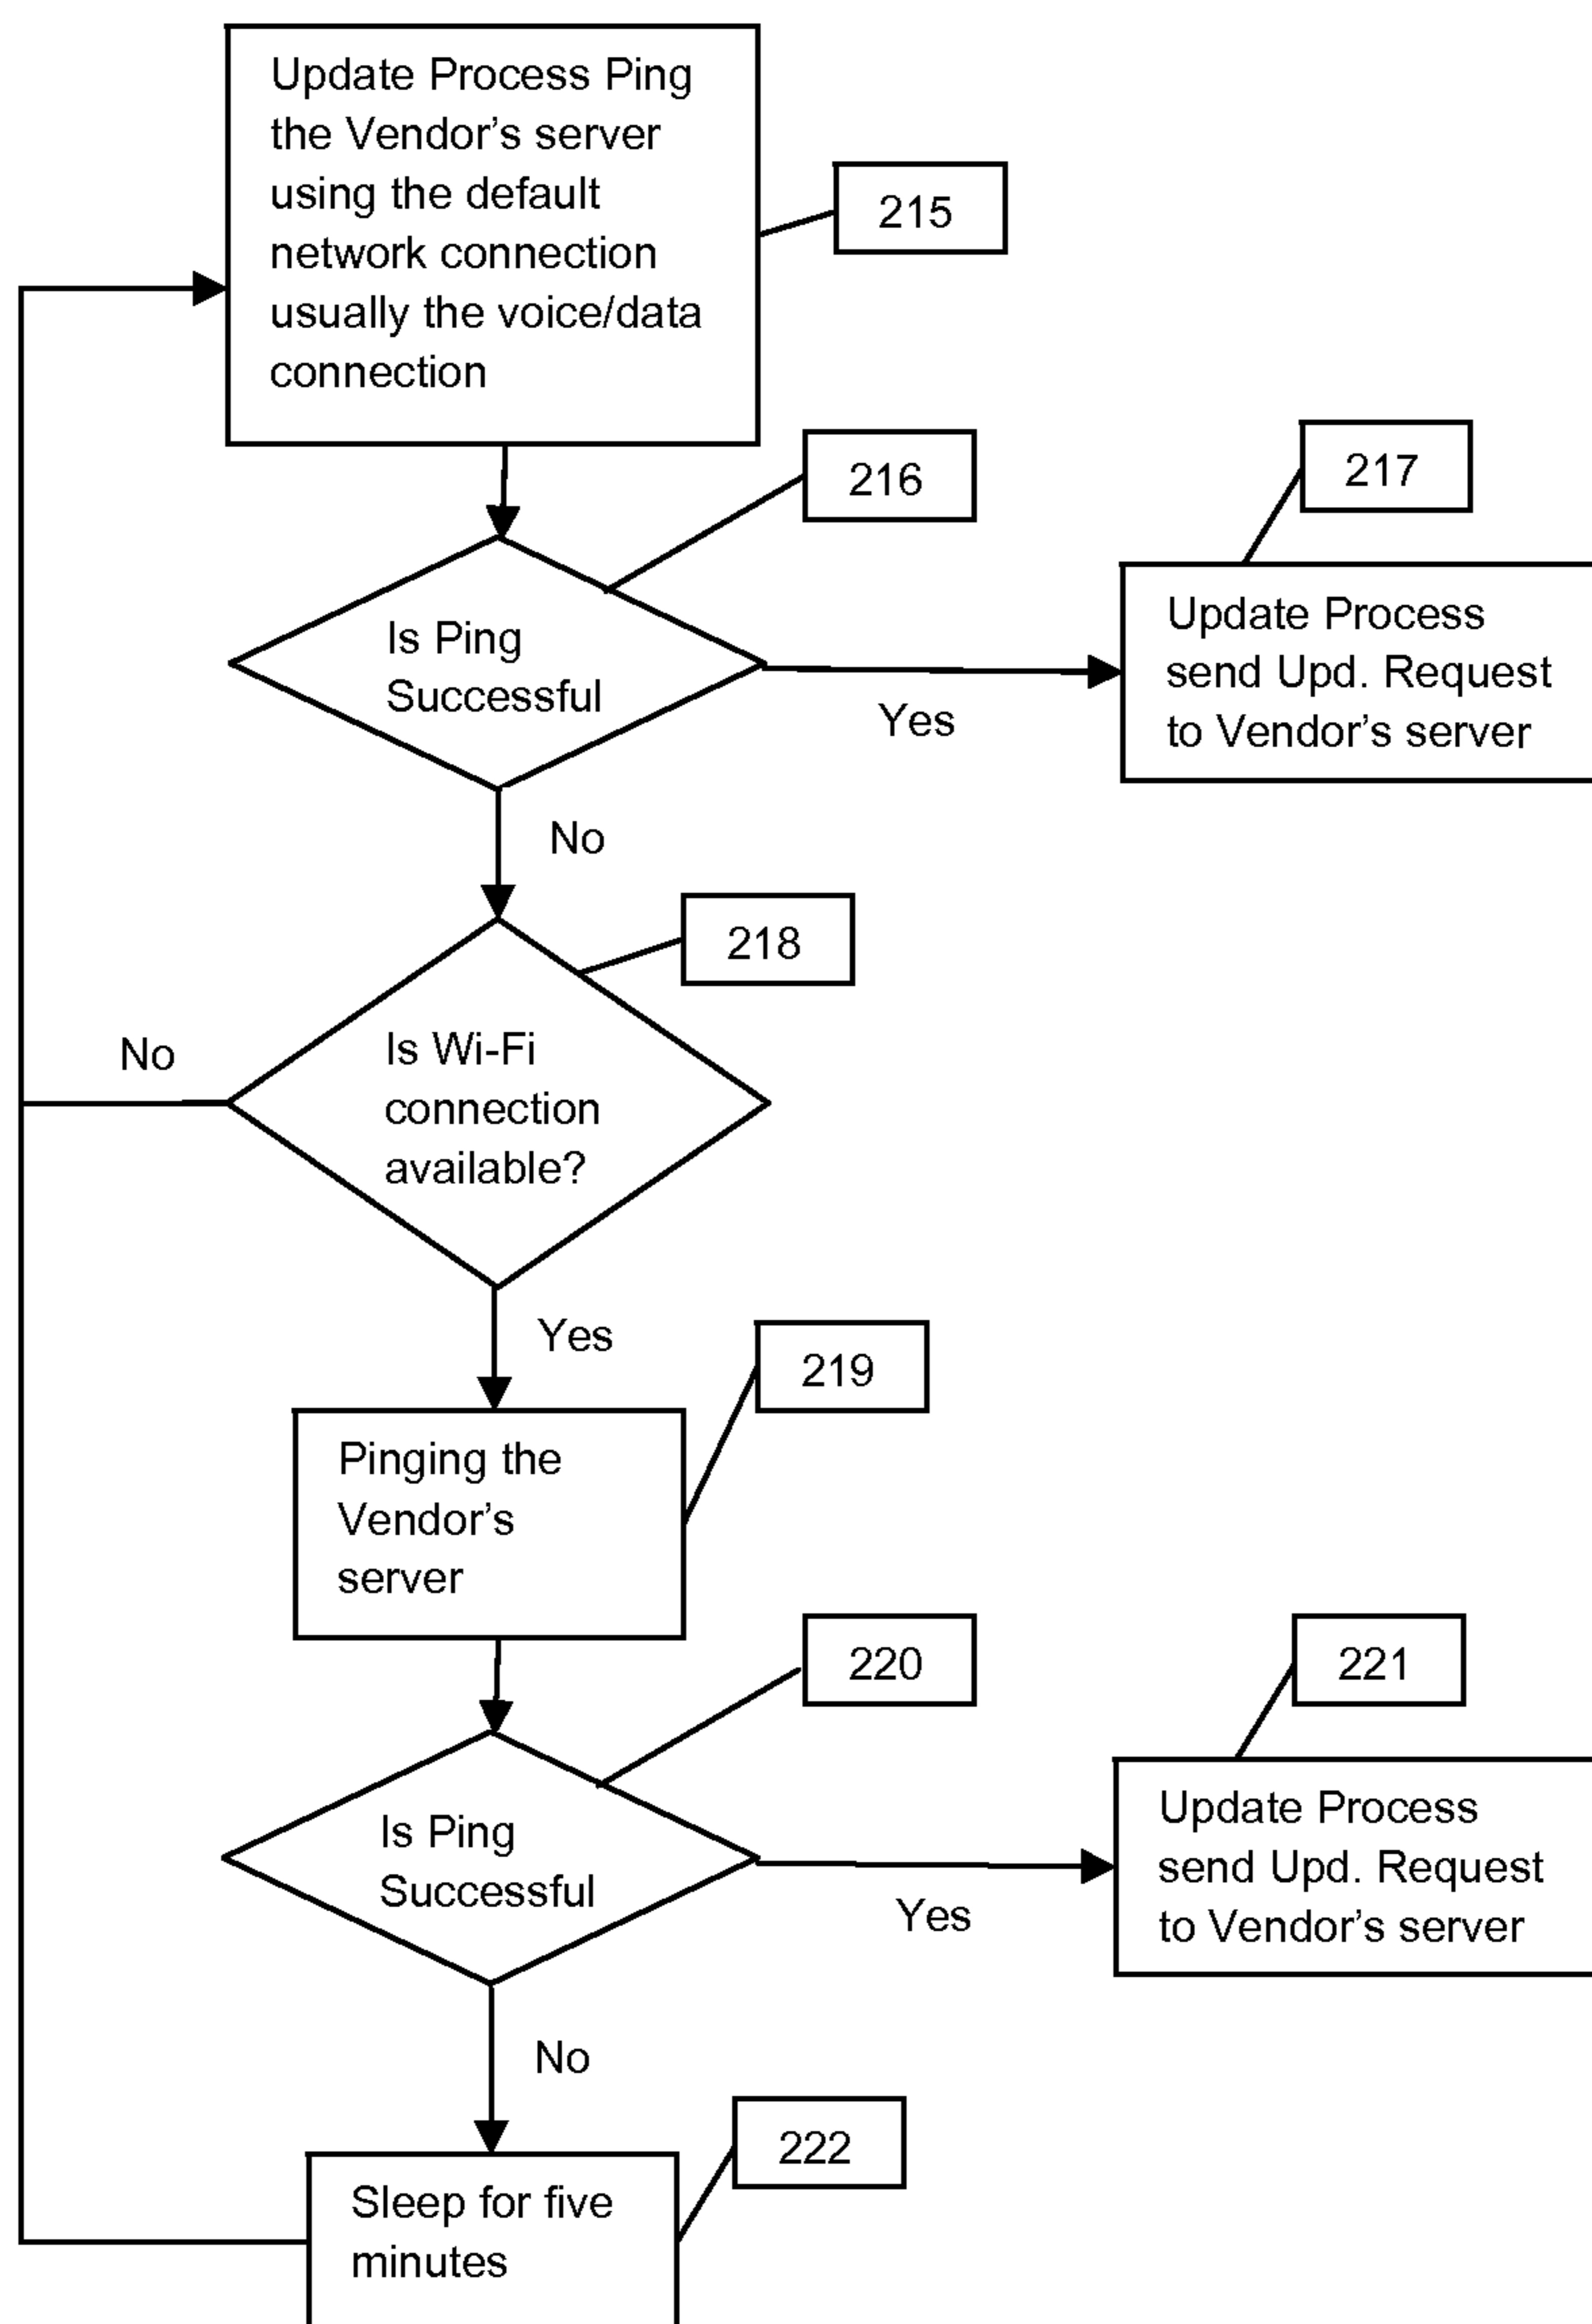 Update Process Ping
the Vendor's server
using the default
network connection
usually the voice/data
connection
215
216
217
Is Ping
Successful
Yes
Update Process
send Upd. Request
to Vendor's server
No
218
Is Wi-Fi
connection
available?
No
Yes
219
Pinging the
Vendor's
server
220
221
Is Ping
Successful
Yes
Update Process
send Upd. Request
to Vendor's server
No
222
Sleep for five
minutes